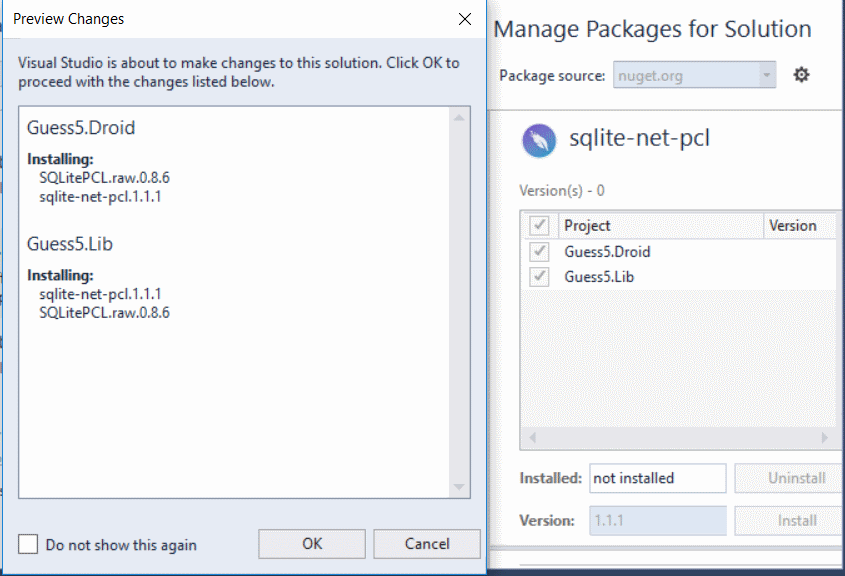 Preview Changes
Visual Studio is about to make changes to this solution. Click OK to
proceed with the changes listed below.
Guess5.Droid
Installing:
SQLitePCL.raw.0.8.6
sqlite-net-pcl.1.1.1
Guess5.Lib
Installing:
sqlite-net-pcl.1.1.1
SQLitePCL.raw.0.8.6
Do not show this again
OK
Cancel
Manage Packages for Solution
Package source:
nuget.org
sqlite-net-pcl
Version(s) - 0
Project
Version
Guess5.Droid
Guess5.Lib
Installed:
not installed
Uninstall
Version:
1.1.1
Install